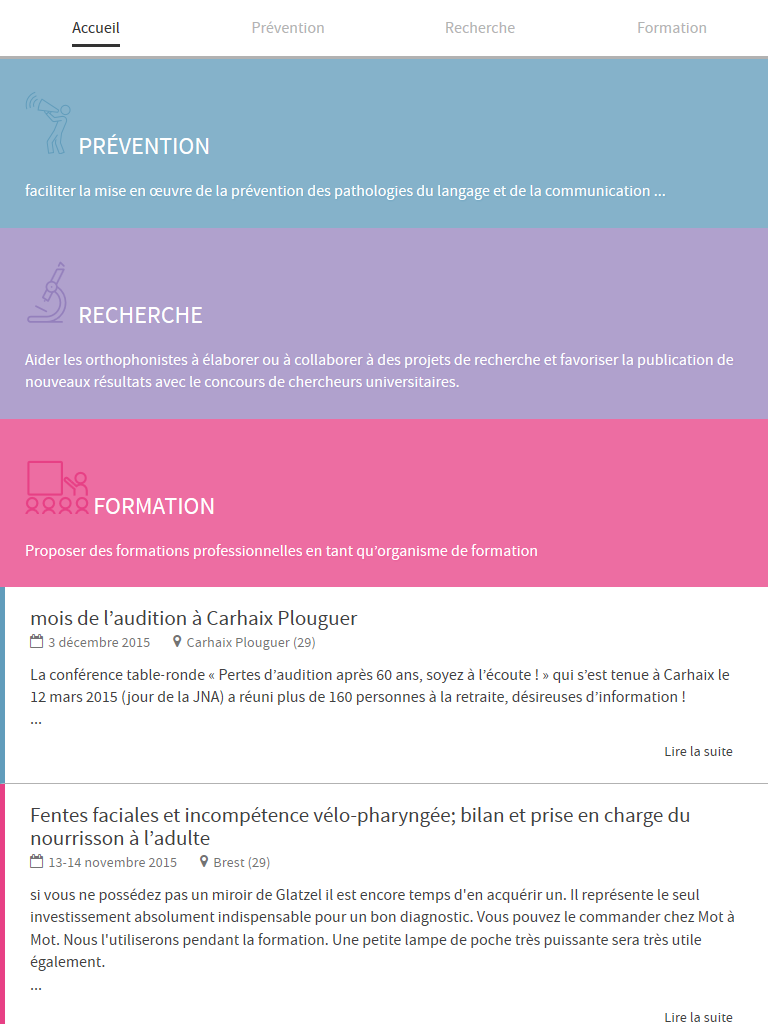 Accueil
Prévention
Recherche
Formation
PRÉVENTION
faciliter la mise en œuvre de la prévention des pathologies du langage et de la communication ...
RECHERCHE
Aider les orthophonistes à élaborer ou à collaborer à des projets de recherche et favoriser la publication de
nouveaux résultats avec le concours de chercheurs universitaires.
FORMATION
Proposer des formations professionnelles en tant qu’organisme de formation
mois de l’audition à Carhaix Plouguer
3 décembre 2015 Carhaix Plouguer (29)
La conférence table-ronde « Pertes d’audition après 60 ans, soyez à l’écoute ! » qui s’est tenue à Carhaix le
12 mars 2015 (jour de la JNA) a réuni plus de 160 personnes à la retraite, désireuses d’information !
...
Lire la suite
Fentes faciales et incompétence vélo-pharyngée; bilan et prise en charge du
nourrisson à l’adulte
13-14 novembre 2015 Brest (29)
si vous ne possédez pas un miroir de Glatzel il est encore temps d'en acquérir un. Il représente le seul
investissement absolument indispensable pour un bon diagnostic. Vous pouvez le commander chez Mot à
Mot. Nous l'utiliserons pendant la formation. Une petite lampe de poche très puissante sera très utile
également.
...
Lire la suite